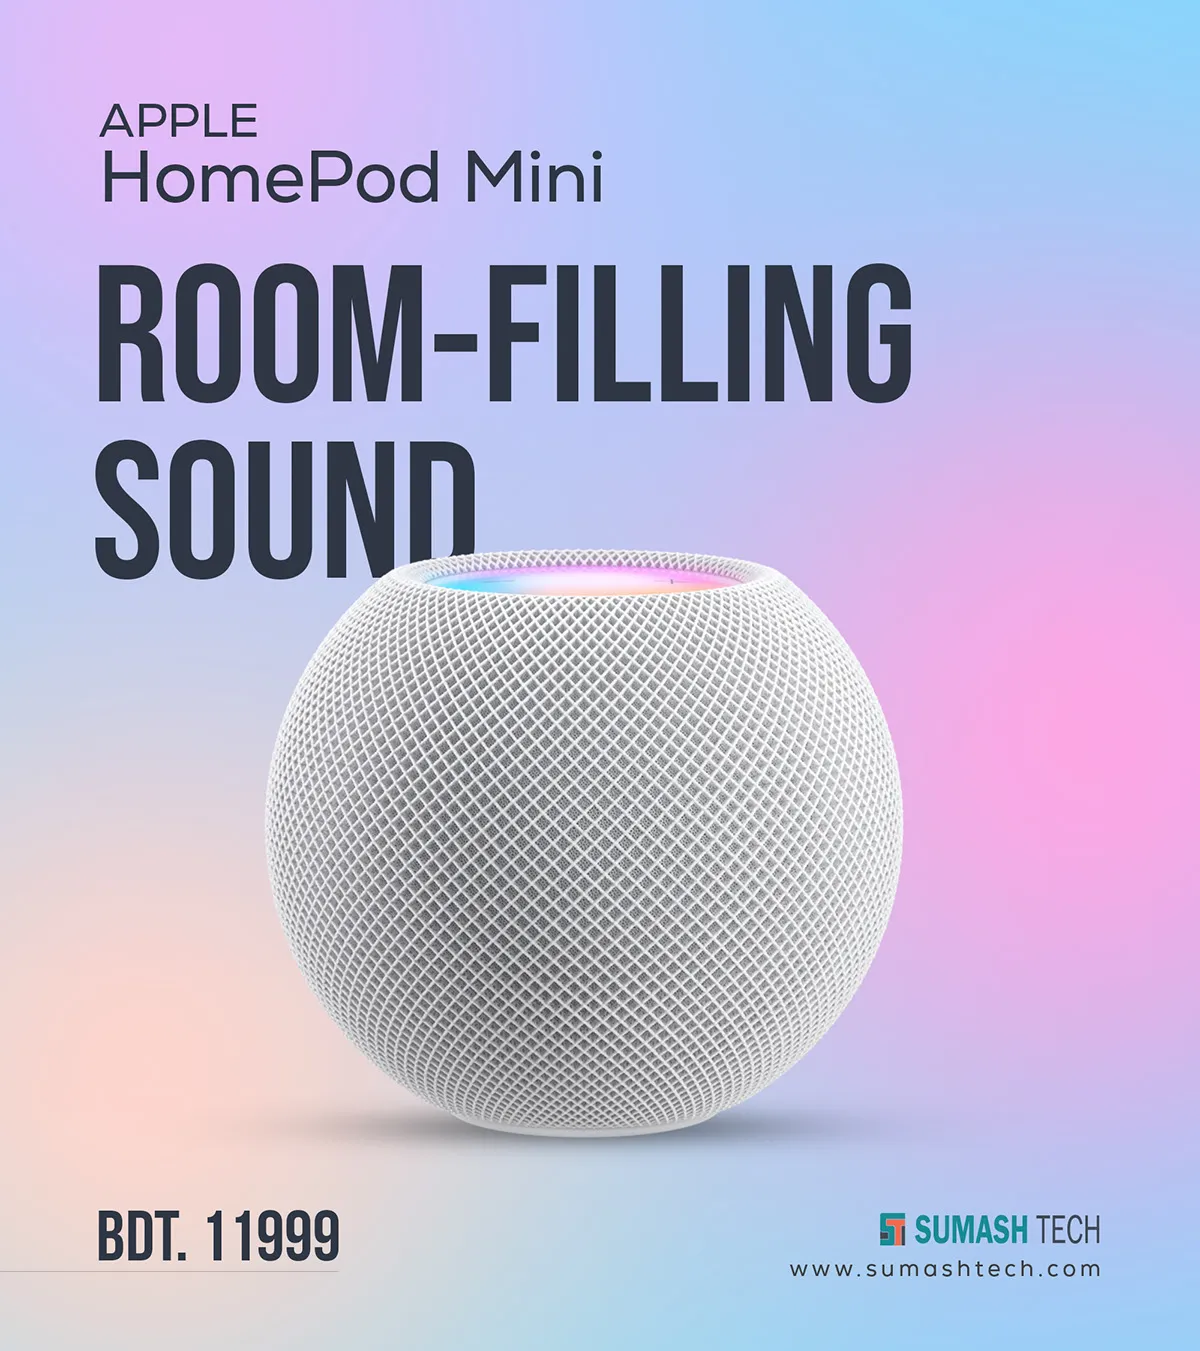 APPLE
HomePod Mini
ROOM-FILLING
SOUND
BDT. 11999
SUMASH TECH
www.sumashtech.com